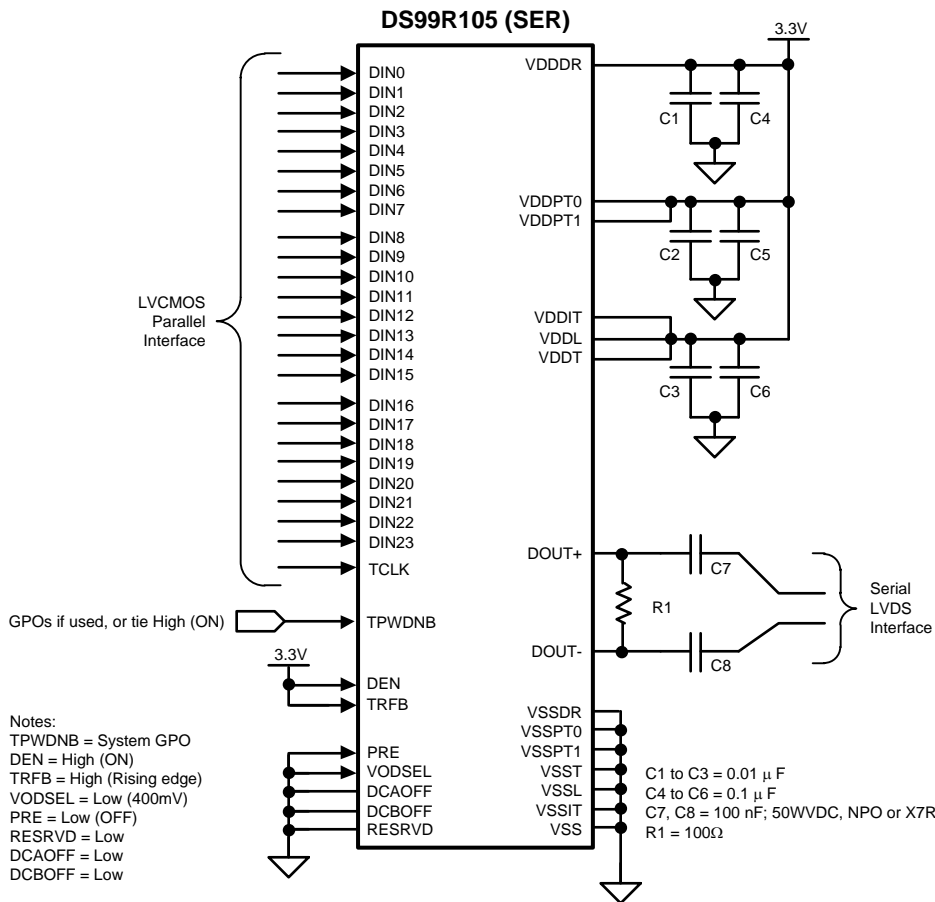 DS99R105 (SER)
3.3V
VDDDR
C1
C4
VDDPT0
VDDPT1
C2
C5
VDDIT
VDDL
VDDT
C3
C6
DIN0
DIN1
DIN2
DIN3
DIN4
DIN5
DIN6
DIN7
DIN8
DIN9
DIN10
DIN11
DIN12
DIN13
DIN14
DIN15
DIN16
DIN17
DIN18
DIN19
DIN20
DIN21
DIN22
DIN23
TCLK
LVCMOS
Parallel
Interface
DOUT+
C7
R1
DOUT-
C8
Serial
LVDS
Interface
GPOs if used, or tie High (ON)
TPWDNB
3.3V
DEN
TRFB
PRE
VODSEL
DCAOFF
DCBOFF
RESRVD
VSSDR
VSSPT0
VSSPT1
VSST
VSSL
VSSIT
VSS
Notes:
TPWDNB = System GPO
DEN = High (ON)
TRFB = High (Rising edge)
VODSEL = Low (400mV)
PRE = Low (OFF)
RESRVD = Low
DCAOFF = Low
DCBOFF = Low
C1 to C3 = 0.01 μ F
C4 to C6 = 0.1 μ F
C7, C8 = 100 nF; 50WVDC, NPO or X7R
R1 = 100Ω